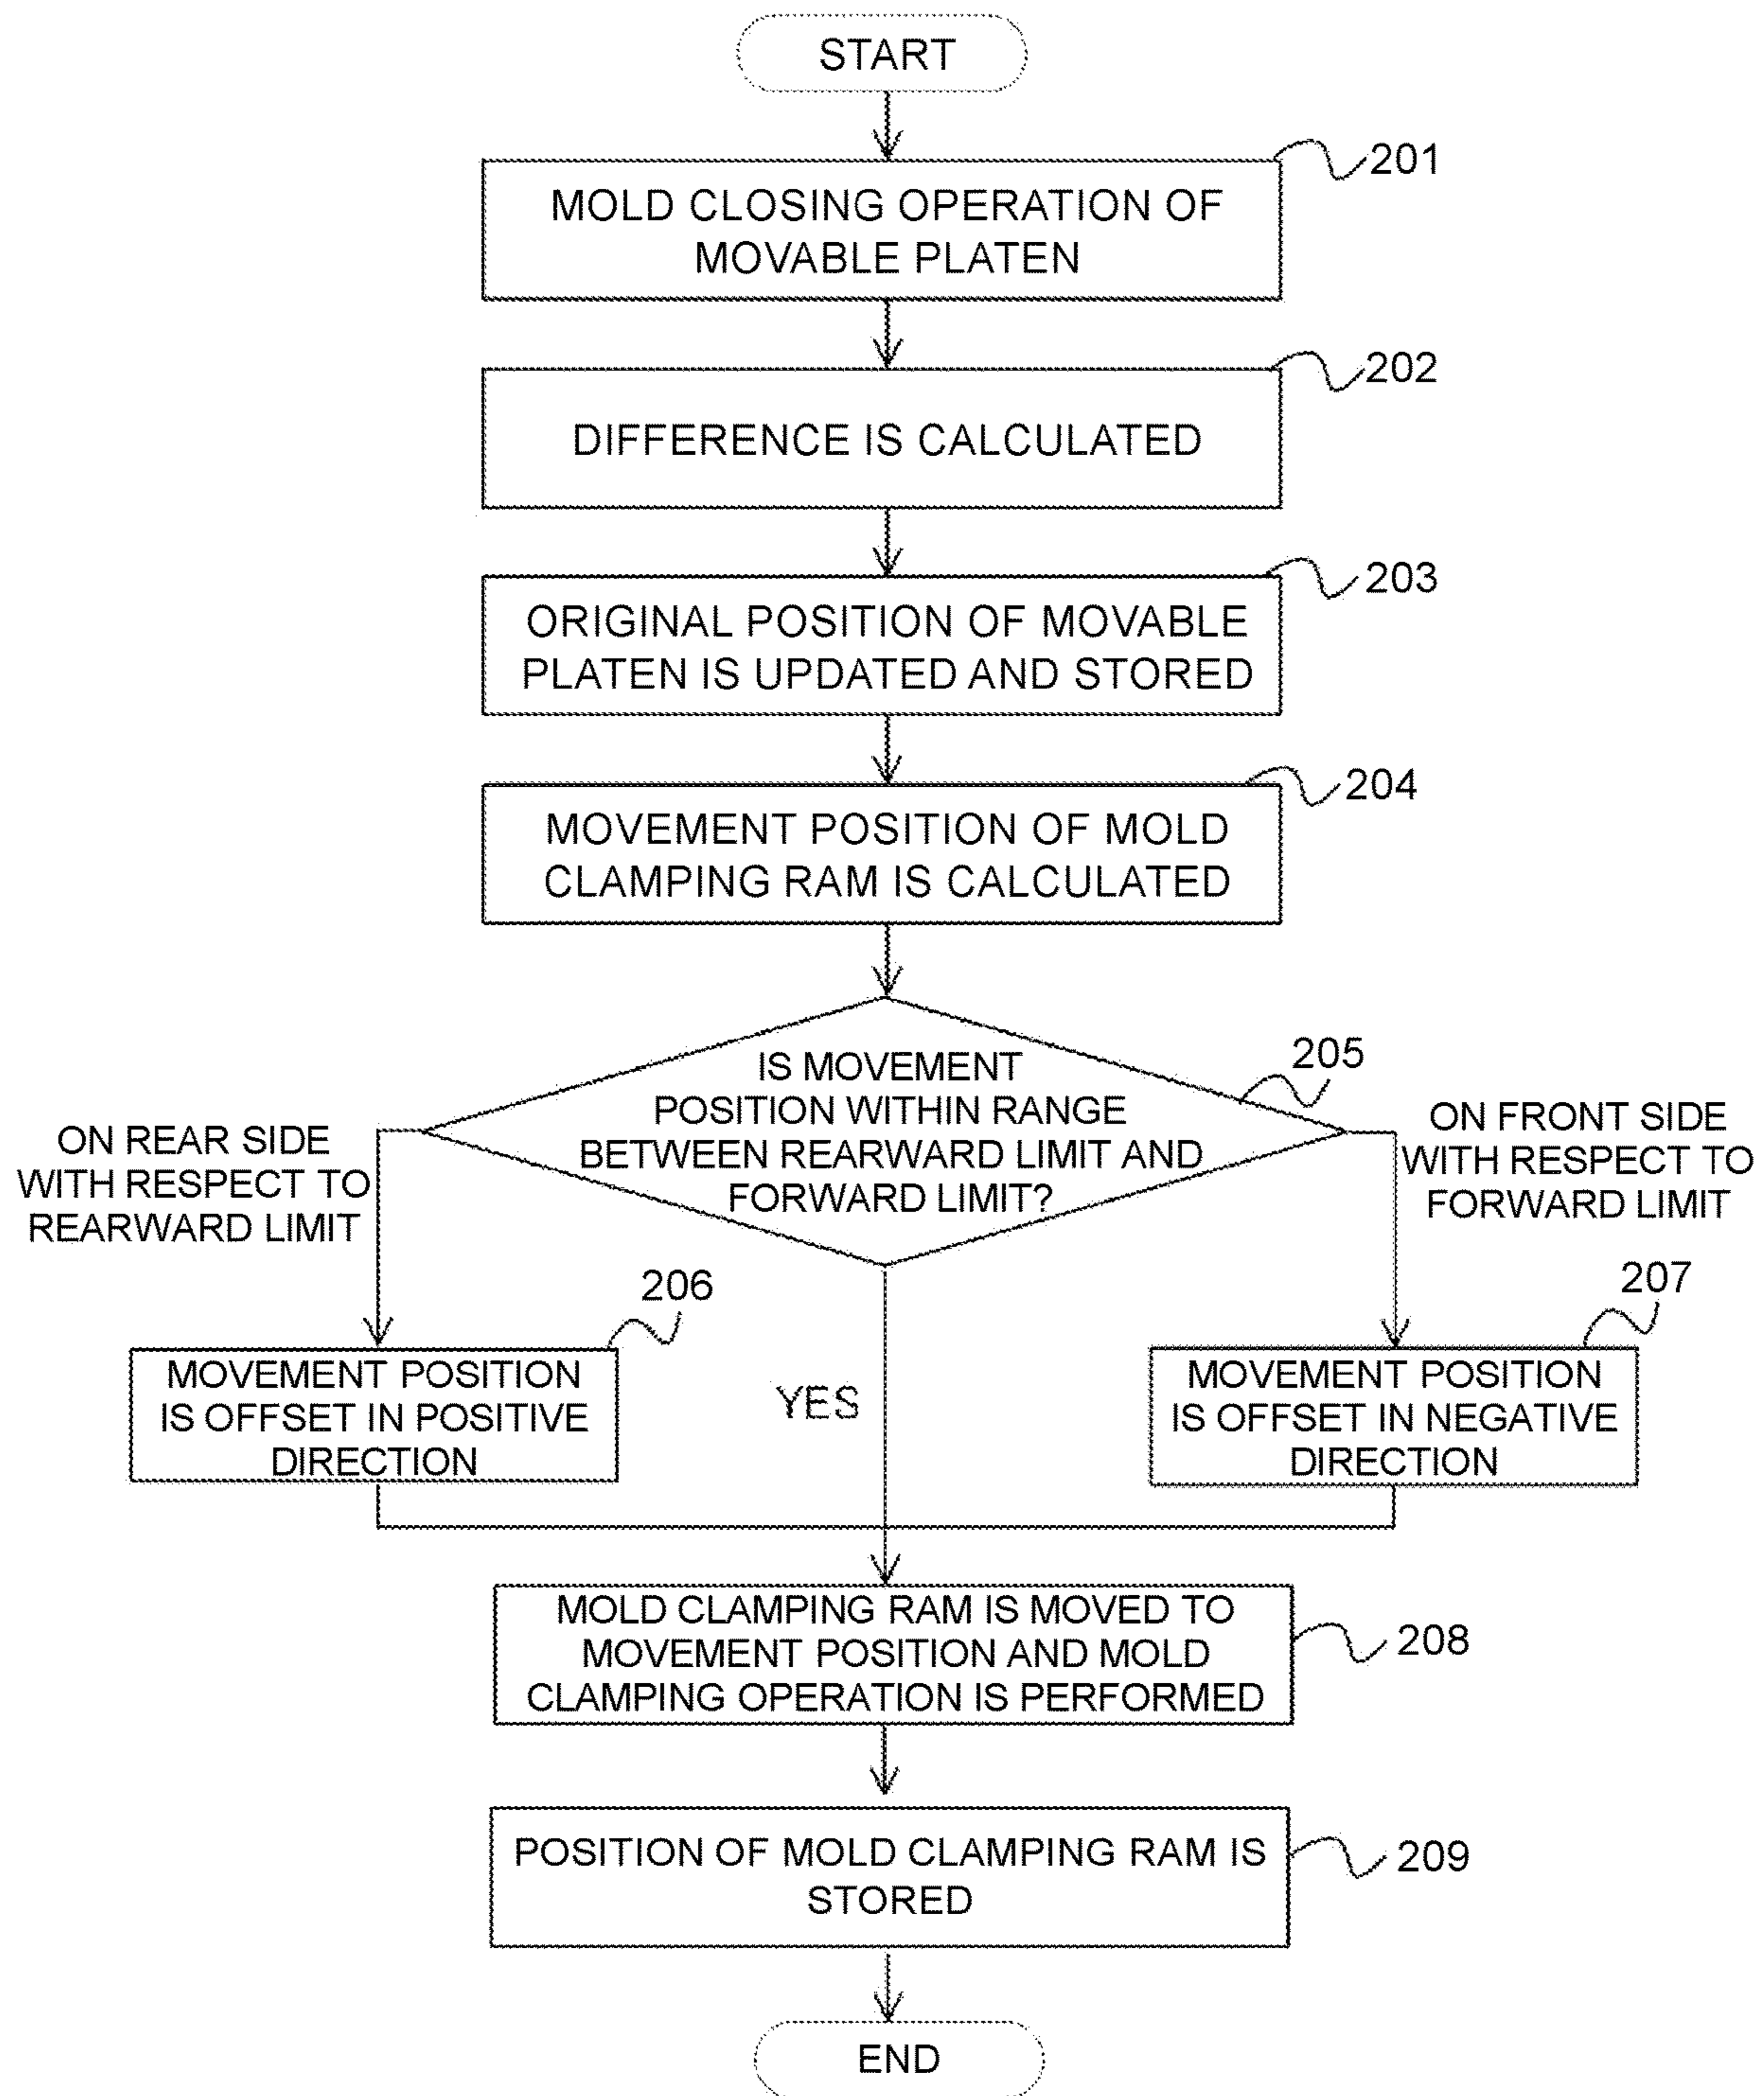 START
201
MOLD CLOSING OPERATION OF
MOVABLE PLATEN
202
DIFFERENCE IS CALCULATED
203
ORIGINAL POSITION OF MOVABLE
PLATEN IS UPDATED AND STORED
204
MOVEMENT POSITION OF MOLD
CLAMPING RAM IS CALCULATED
205
IS MOVEMENT
POSITION WITHIN RANGE
BETWEEN REARWARD LIMIT AND
FORWARD LIMIT?
ON REAR SIDE
WITH RESPECT TO
REARWARD LIMIT
ON FRONT SIDE
WITH RESPECT TO
FORWARD LIMIT
206
MOVEMENT POSITION
IS OFFSET IN POSITIVE
DIRECTION
YES
207
MOVEMENT POSITION
IS OFFSET IN NEGATIVE
DIRECTION
MOLD CLAMPING RAM IS MOVED TO
MOVEMENT POSITION AND MOLD
CLAMPING OPERATION IS PERFORMED
208
POSITION OF MOLD CLAMPING RAM IS
STORED
209
END